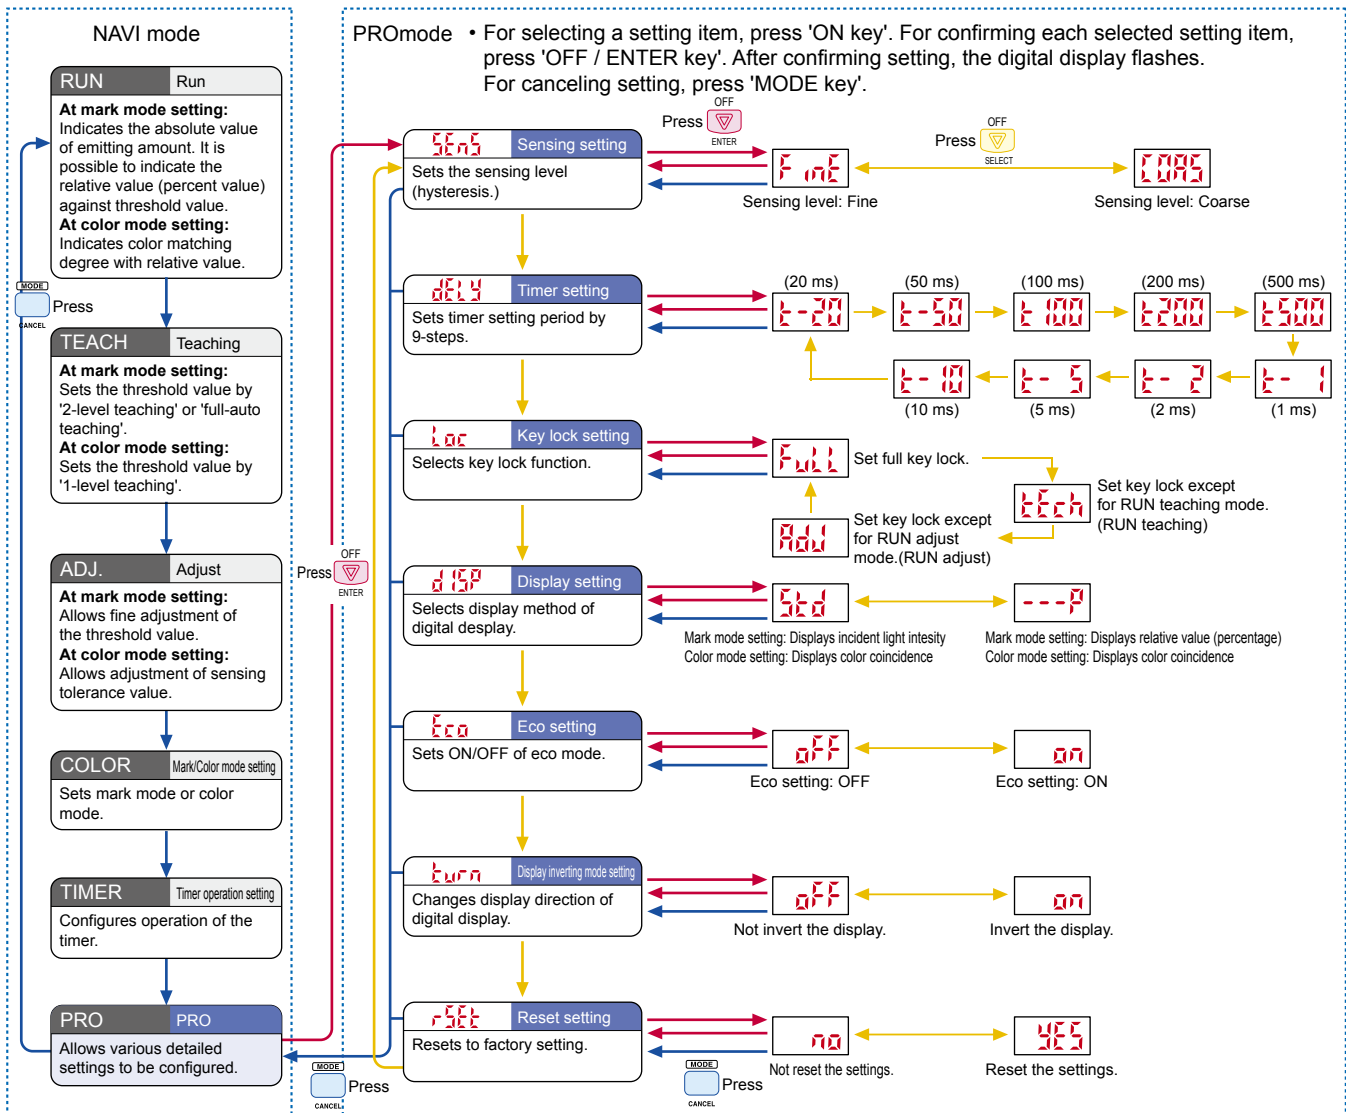 NAVI mode
RUN
Run
At mark mode setting:
Indicates the absolute value
of emitting amount. It is
possible to indicate the
relative value (percent value)
against threshold value.
At color mode setting:
Indicates color matching
degree with relative value.
MODE
Press
CANCEL
TEACH
Teaching
At mark mode setting:
Sets the threshold value by
'2-level teaching' or 'full-auto
teaching'.
At color mode setting:
Sets the threshold value by
'1-level teaching'.
ADJ.
Adjust
At mark mode setting:
Allows fine adjustment of
the threshold value.
At color mode setting:
Allows adjustment of sensing
tolerance value.
COLOR
Mark/Color mode setting
Sets mark mode or color
mode.
TIMER
Timer operation setting
Configures operation of the
timer.
PRO
PRO
Allows various detailed
settings to be configured.
OFF
Press
ENTER
MODE
Press
CANCEL
PROmode
• For selecting a setting item, press 'ON key'. For confirming each selected setting item,
press 'OFF / ENTER key'. After confirming setting, the digital display flashes.
For canceling setting, press 'MODE key'.
OFF
Press
ENTER
OFF
Press
SELECT
SEnS
Sensing setting
Sets the sensing level
(hysteresis.)
FinE
Sensing level: Fine
COAS
Sensing level: Coarse
dELY
Timer setting
Sets timer setting period by
9-steps.
(20 ms)
(50 ms)
(100 ms)
(200 ms)
(500 ms)
t-20
t-50
t100
t200
t500
t-10
t- 5
t- 2
t- 1
(10 ms)
(5 ms)
(2 ms)
(1 ms)
Loc
Key lock setting
Selects key lock function.
FuLL
Set full key lock.
tEch
Set key lock except
for RUN teaching mode.
(RUN teaching)
AdJ
Set key lock except
for RUN adjust
mode.(RUN adjust)
dISP
Display setting
Selects display method of
digital desplay.
Std
Mark mode setting: Displays incident light intesity
Color mode setting: Displays color coincidence
---P
Mark mode setting: Displays relative value (percentage)
Color mode setting: Displays color coincidence
Eco
Eco setting
Sets ON/OFF of eco mode.
oFF
Eco setting: OFF
on
Eco setting: ON
turn
Display inverting mode setting
Changes display direction of
digital display.
oFF
Not invert the display.
on
Invert the display.
rSEt
Reset setting
Resets to factory setting.
no
Not reset the settings.
YES
Reset the settings.
MODE
Press
CANCEL